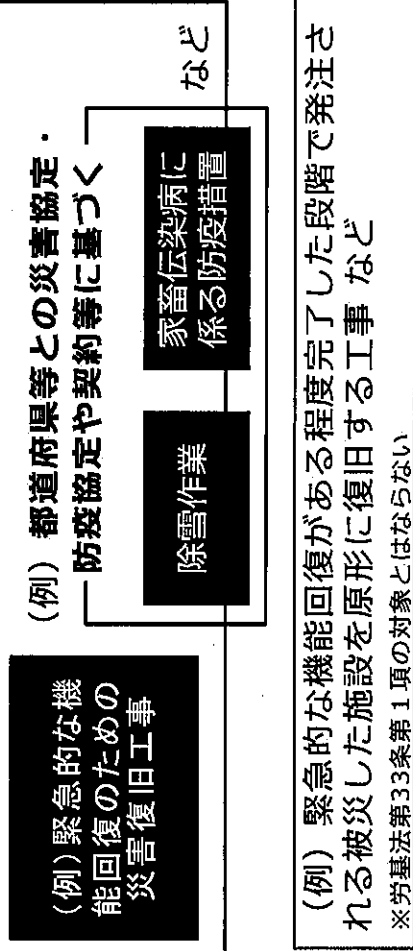 (例)緊急的な機
能回復のための
災害復旧工事
(例)都道府県等との災害協定・
防疫協定や契約等に基づく
除雪作業
家畜伝染病に
係る防疫措置
など
(例)緊急的な機能回復がある程度完了した段階で発注さ
れる被災した施設を原形に復旧する工事 など
※労基法第33条第1項の対象とはならない